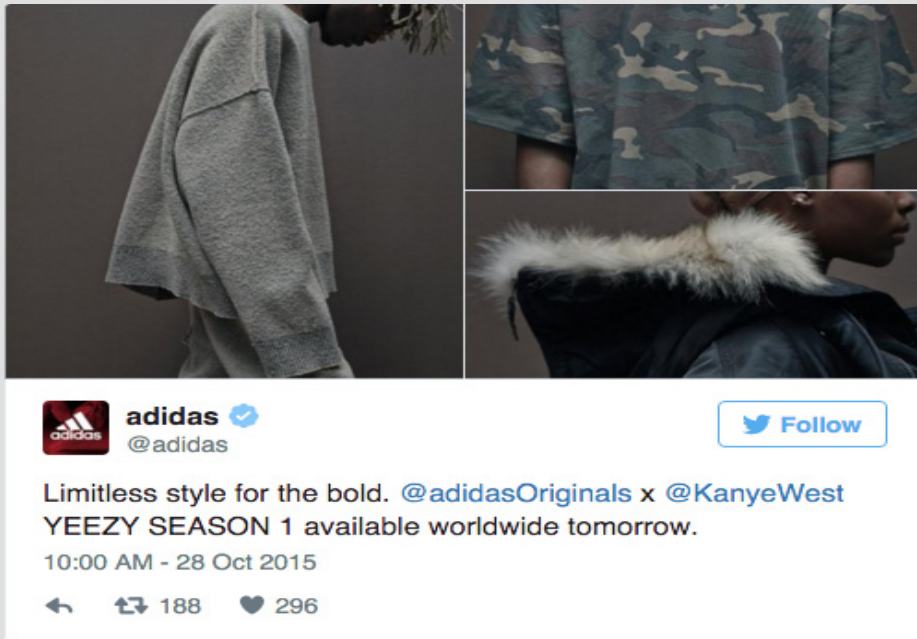 adidas
adidas
@adidas
Follow
Limitless style for the bold. @adidasOriginals x @KanyeWest
YEEZY SEASON 1 available worldwide tomorrow.
10:00 AM - 28 Oct 2015
188 296